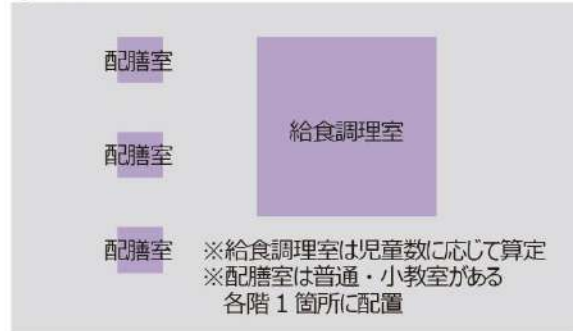 配膳室
給食調理室
配膳室
配膳室
※給食調理室は児童数に応じて算定
※配膳室は普通・小教室がある
各階1箇所に配置